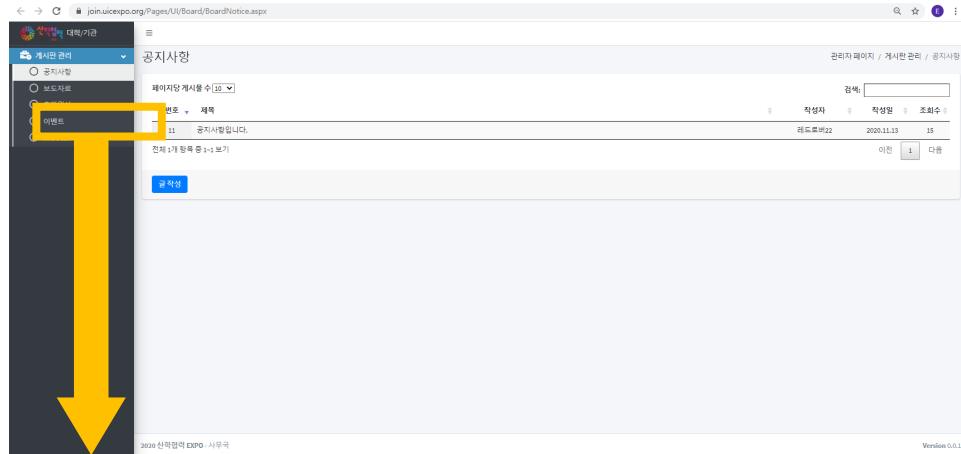 join.uicexpo.org/Pages/UI/Board/BoardNotice.aspx
E
산학협력 대학/기관
게시판 관리
공지사항
보도자료
이벤트
공지사항
관리자 페이지 / 게시판 관리 / 공지사항
페이지당 게시물 수 10
검색:
번호 제목 작성자 작성일 조회수
11 공지사항입니다. 레드로버22 2020.11.13 15
전체 1개 항목 중 1~1 보기
이전 1 다음
글 작성
2020 산학협력 EXPO - 사무국
Version 0.0.1